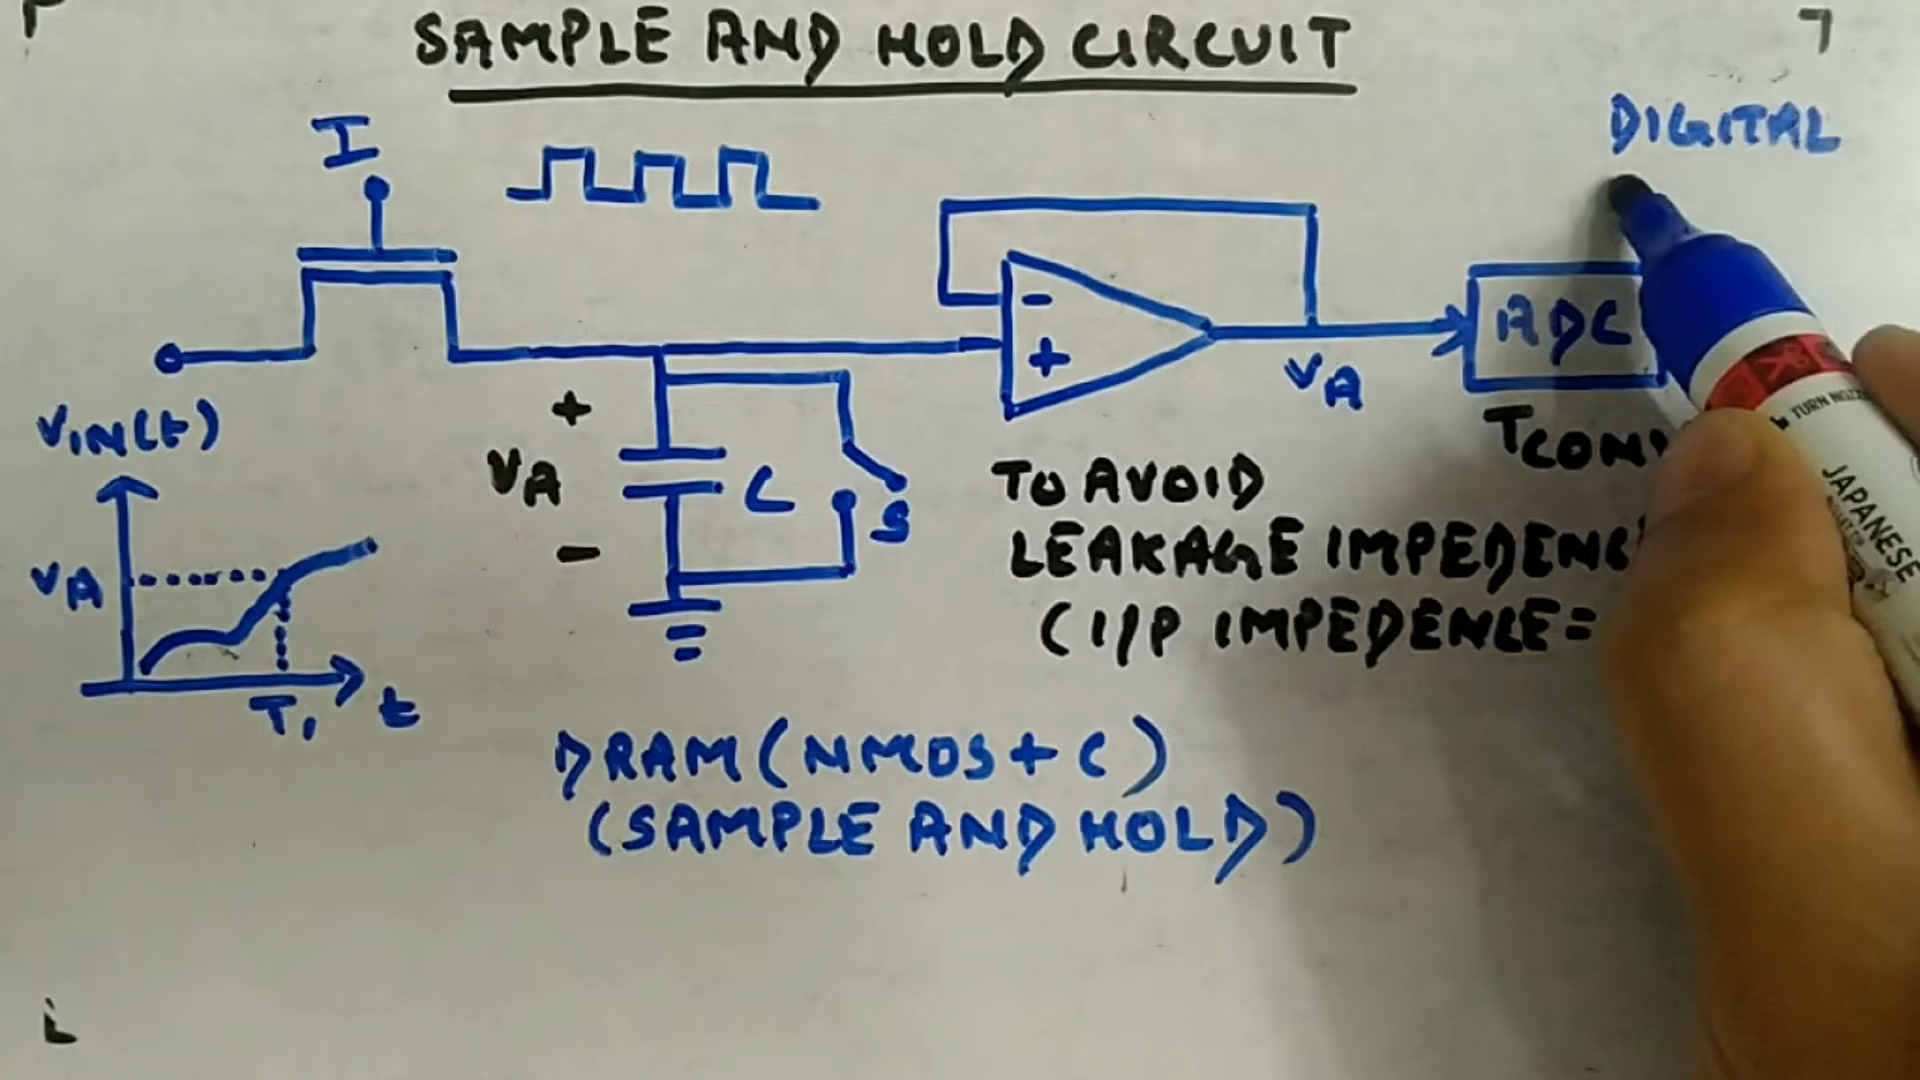 SAMPLE AND HOLD CIRCUIT
DIGITAL
I
ADC
VIN(t)
VA
+
VA
-
C
S
-
+
VA
TO AVOID
LEAKAGE
(I/P IMPEDENCE=
VA
T1
t
DRAM(NMOS+C)
(SAMPLE AND HOLD)
JAPANESE